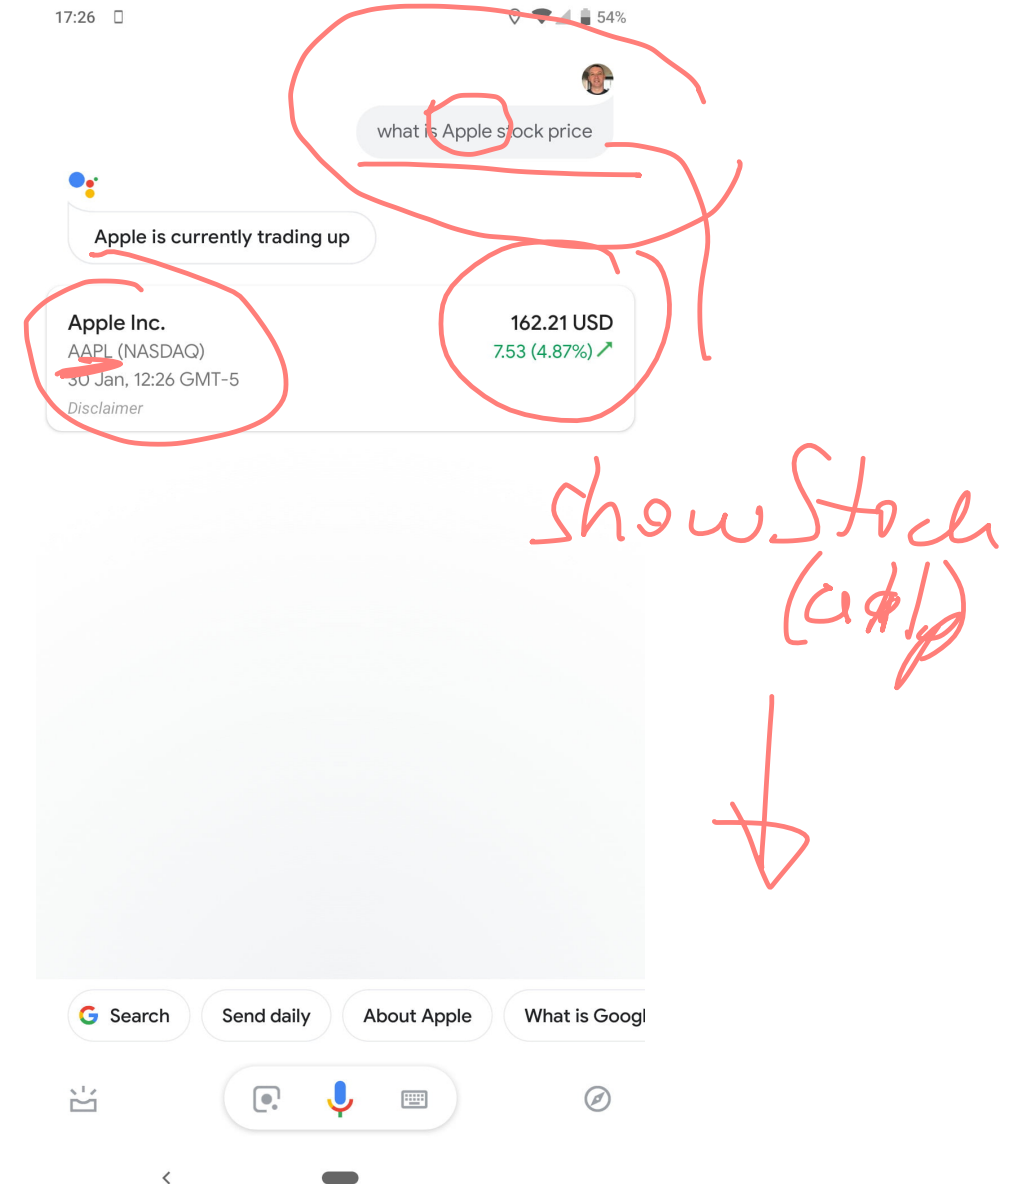 17:26
54%
what is Apple stock price
Apple is currently trading up
Apple Inc.
162.21 USD
AAPL (NASDAQ)
7.53 (4.87%)
30 Jan, 12:26 GMT-5
Disclaimer
showStock
Search
Send daily
About Apple
What is Googl